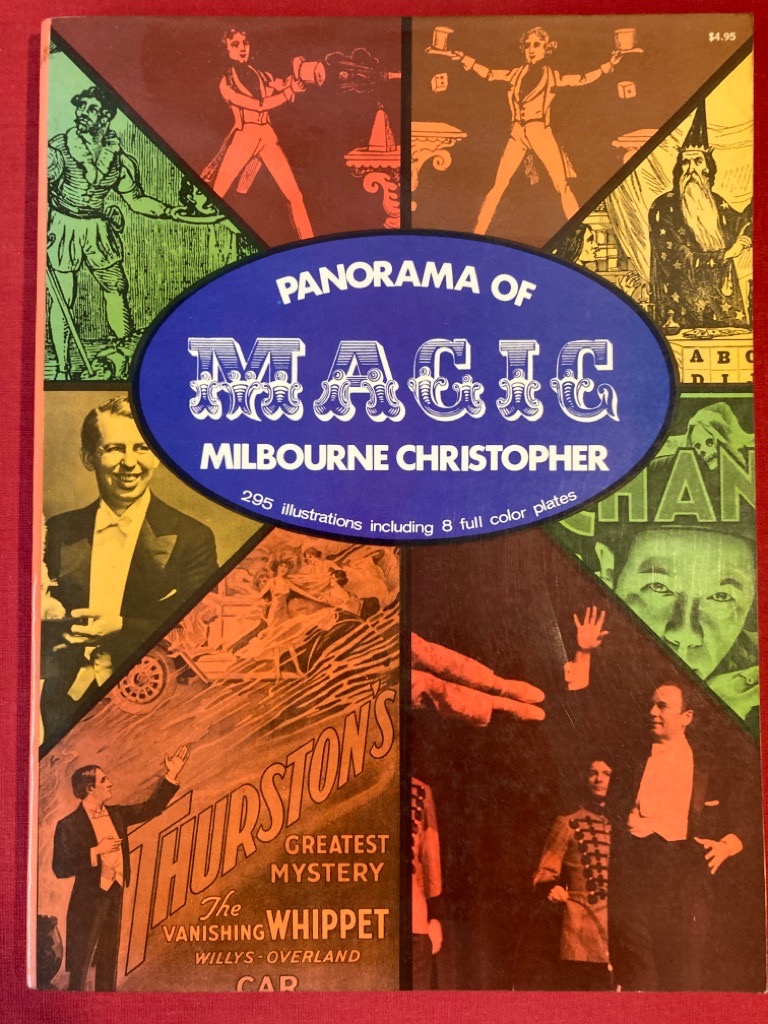 $4.95
PANORAMA OF
MAGIC
MILBOURNE CHRISTOPHER
295 illustrations including 8 full color plates
A B C
D I J
CHAN
THURSTON'S
GREATEST
MYSTERY
The
VANISHING WHIPPET
WILLYS-OVERLAND
CAR